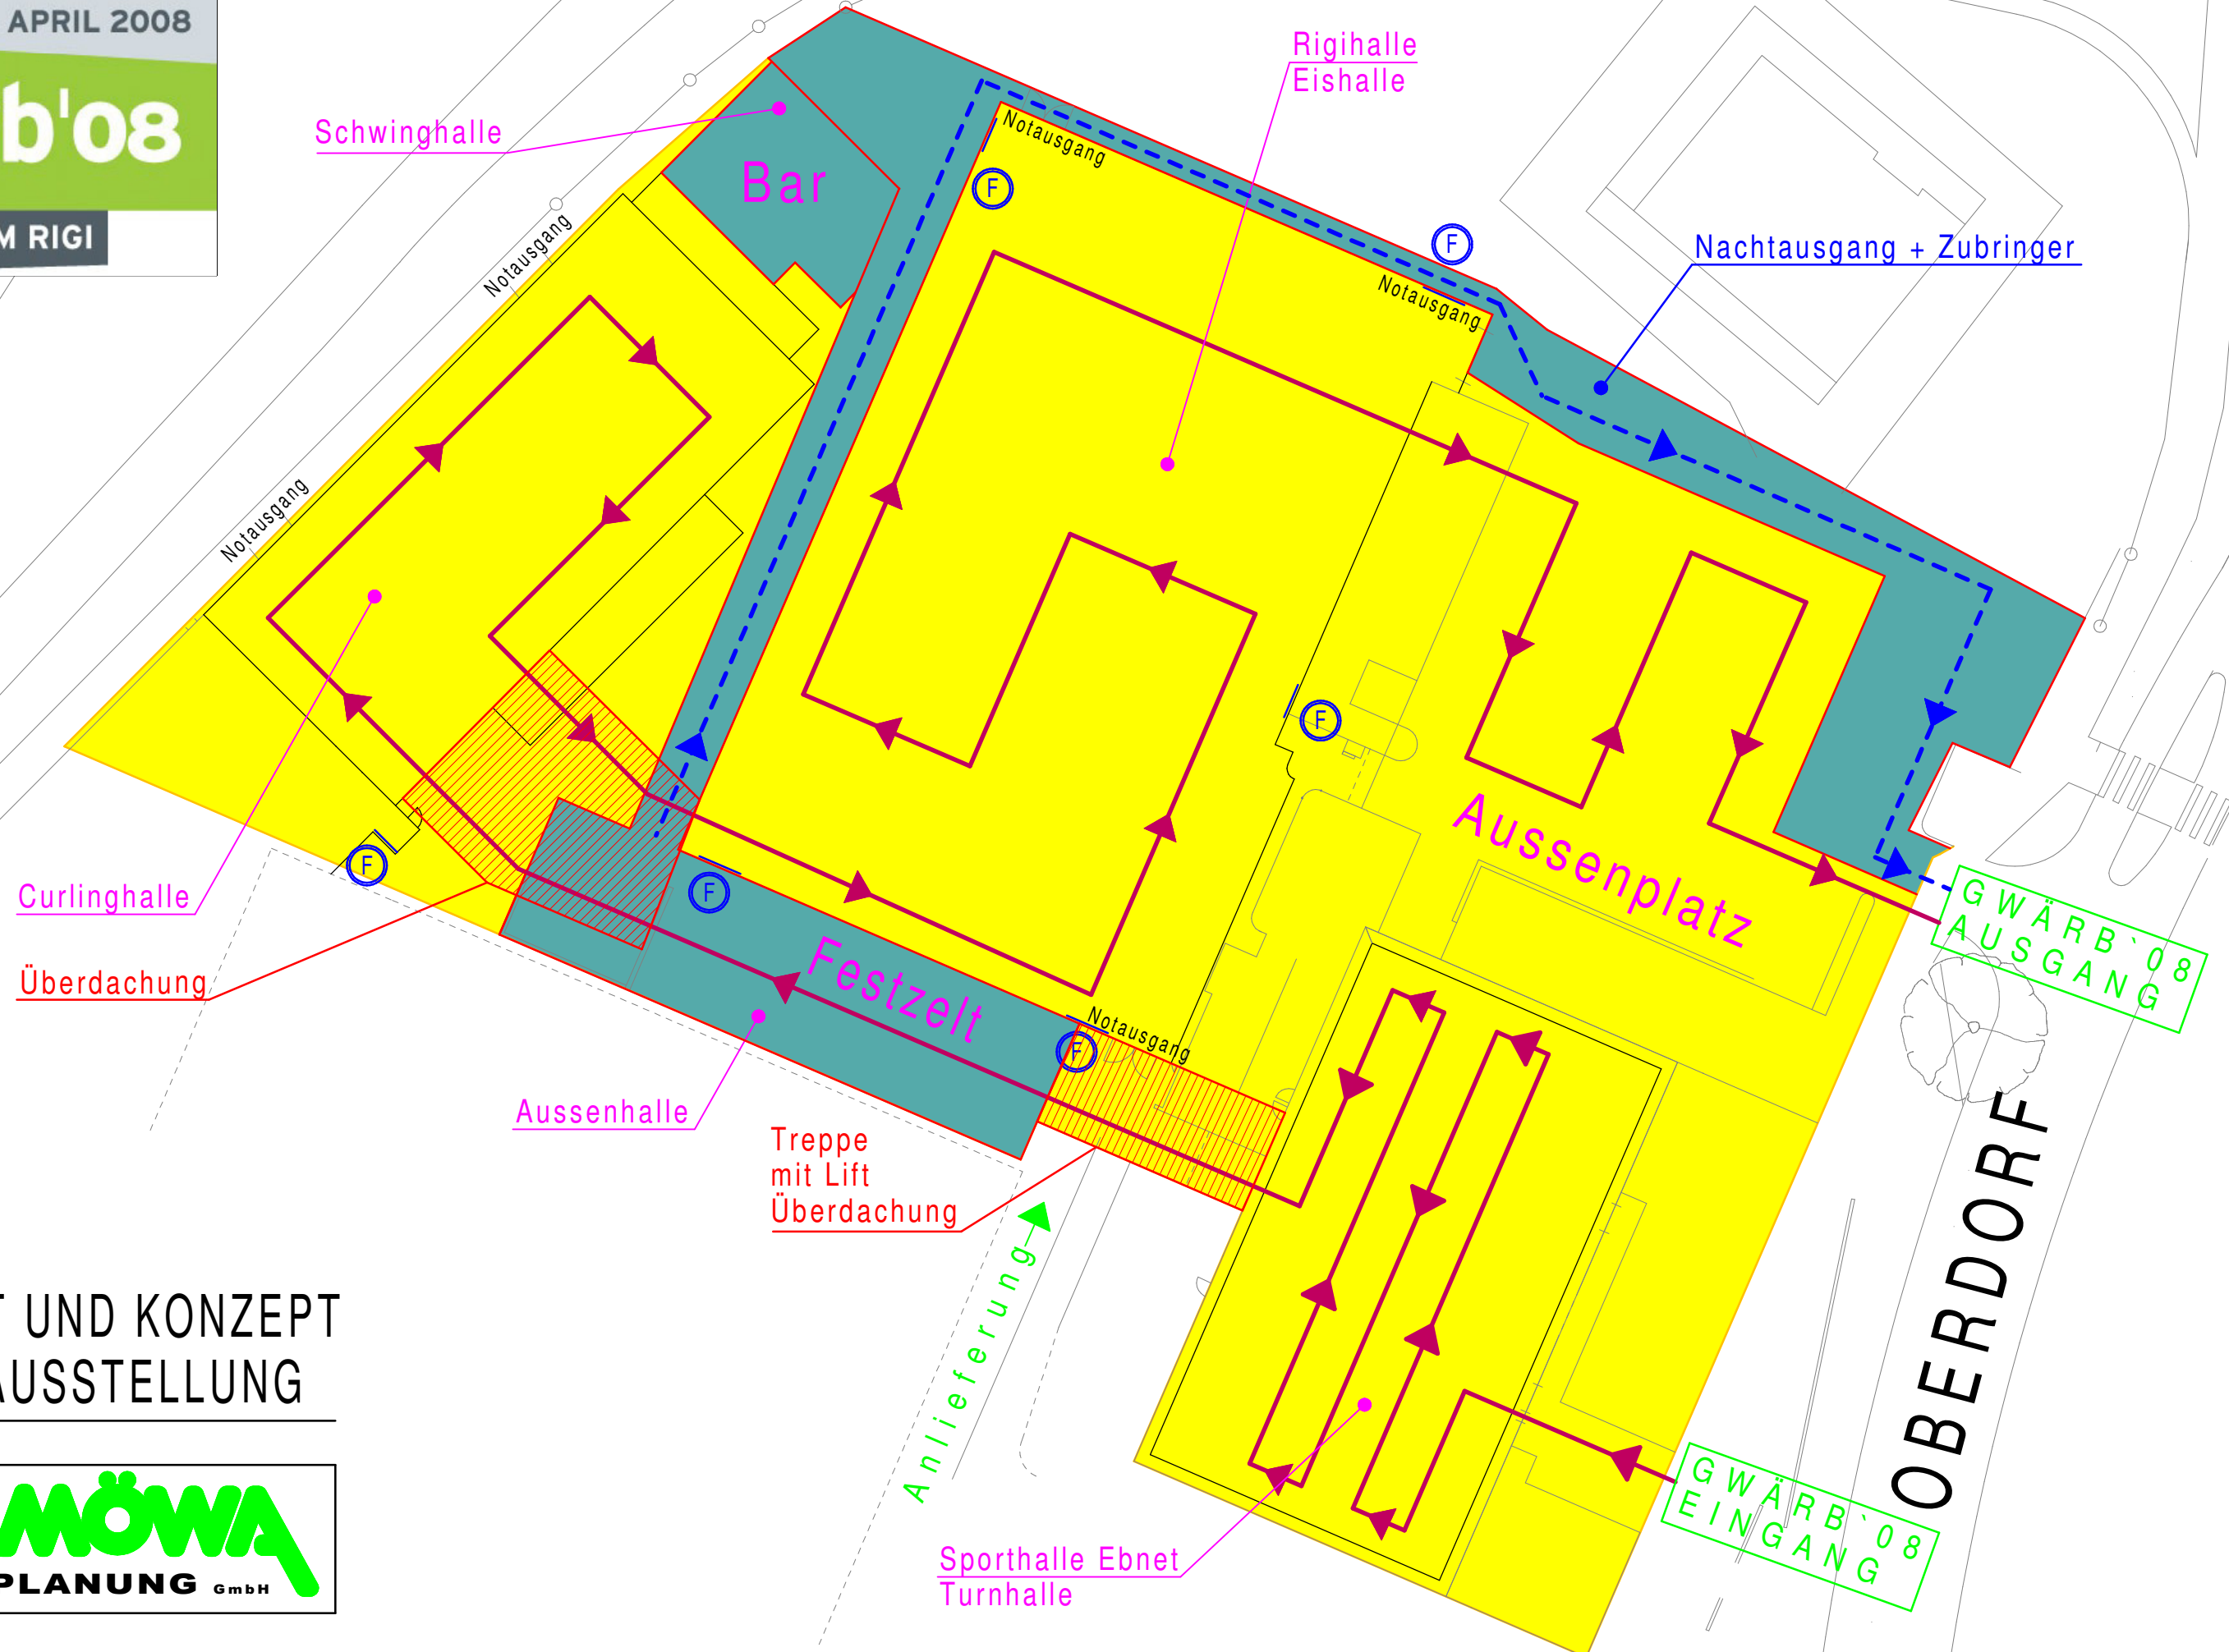 APRIL 2008
b'08
M RIGI
Rigihalle
Eishalle
Schwinghalle
Bar
Notausgang
F
Notausgang
F
Nachtausgang + Zubringer
Notausgang
Notausgang
F
Aussenplatz
Curlinghalle
F
F
Überdachung
Festzelt
GWÄRB`08
AUSGANG
Notausgang
F
Aussenhalle
Treppe
mit Lift
Überdachung
Anlieferung
OBERDORF
UND KONZEPT
AUSSTELLUNG
GWÄRB`08
EINGANG
MÖWA
PLANUNG GmbH
Sporthalle Ebnet
Turnhalle